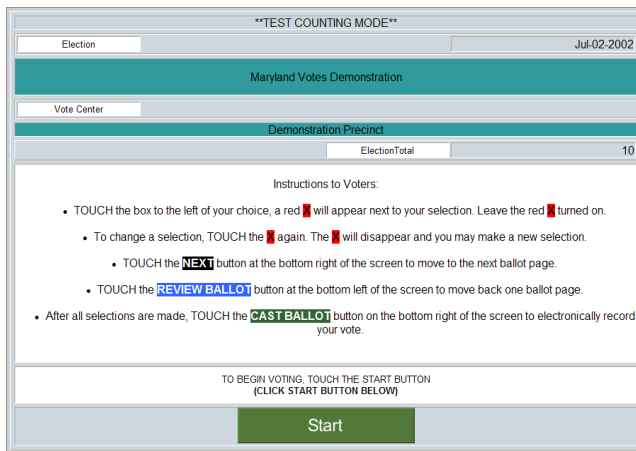 **TEST COUNTING MODE**
Election Jul-02-2002
Maryland Votes Demonstration
Vote Center
Demonstration Precinct
ElectionTotal 10
Instructions to Voters:
• TOUCH the box to the left of your choice, a red X will appear next to your selection. Leave the red X turned on.
• To change a selection, TOUCH the X again. The X will disappear and you may make a new selection.
• TOUCH the NEXT button at the bottom right of the screen to move to the next ballot page.
• TOUCH the REVIEW BALLOT button at the bottom left of the screen to move back one ballot page.
• After all selections are made, TOUCH the CAST BALLOT button on the bottom right of the screen to electronically record
your vote.
TO BEGIN VOTING, TOUCH THE START BUTTON
(CLICK START BUTTON BELOW)
Start